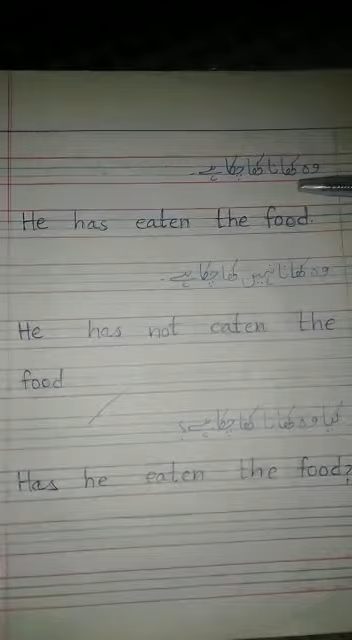 وہ کھانا کھا چکا ہے۔
He has eaten the food.
وہ کھانا نہیں کھا چکا ہے۔
He has not eaten the
food
کیا وہ کھانا کھا چکا ہے؟
Has he eaten the food?